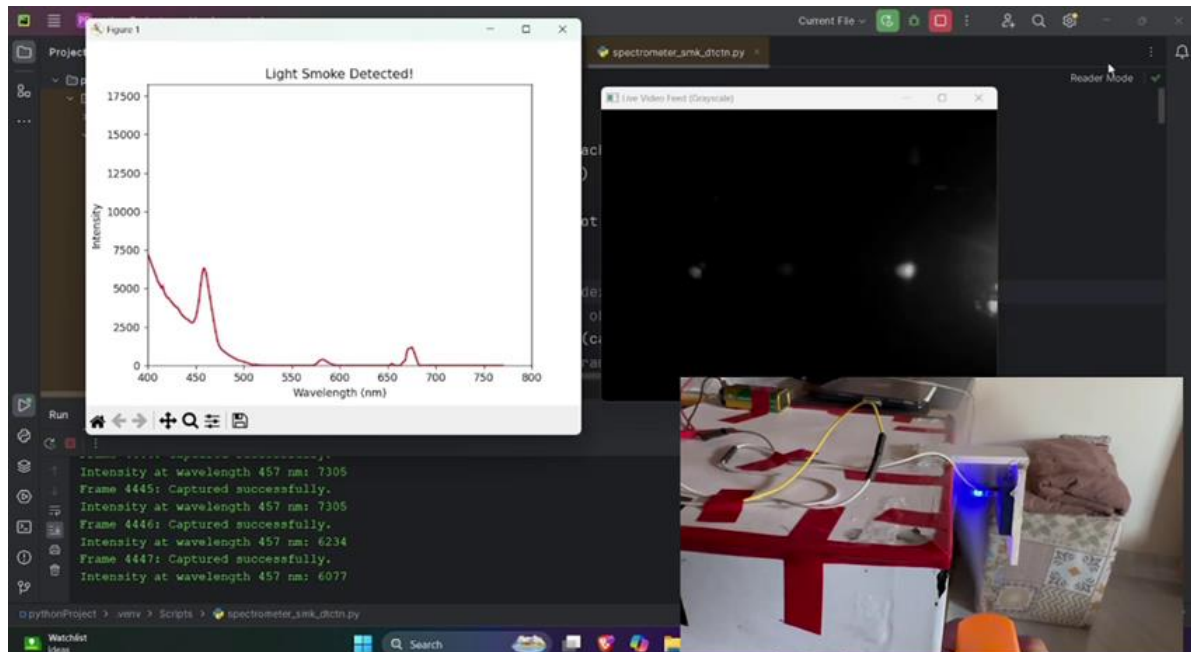 Current File
Project
Figure 1
spectrometer_smk_dtctn.py
Reader Mode
Light Smoke Detected!
17500
15000
12500
10000
7500
5000
2500
0
Intensity
400 450 500 550 600 650 700 750 800
Wavelength (nm)
Live Video Feed (Grayscale)
Run
Intensity at wavelength 457 nm: 7305
Frame 4445: Captured successfully.
Intensity at wavelength 457 nm: 7305
Frame 4446: Captured successfully.
Intensity at wavelength 457 nm: 6234
Frame 4447: Captured successfully.
Intensity at wavelength 457 nm: 6077
pythonProject > .venv > Scripts > spectrometer_smk_dtctn.py
Watchlist
Ideas
Search